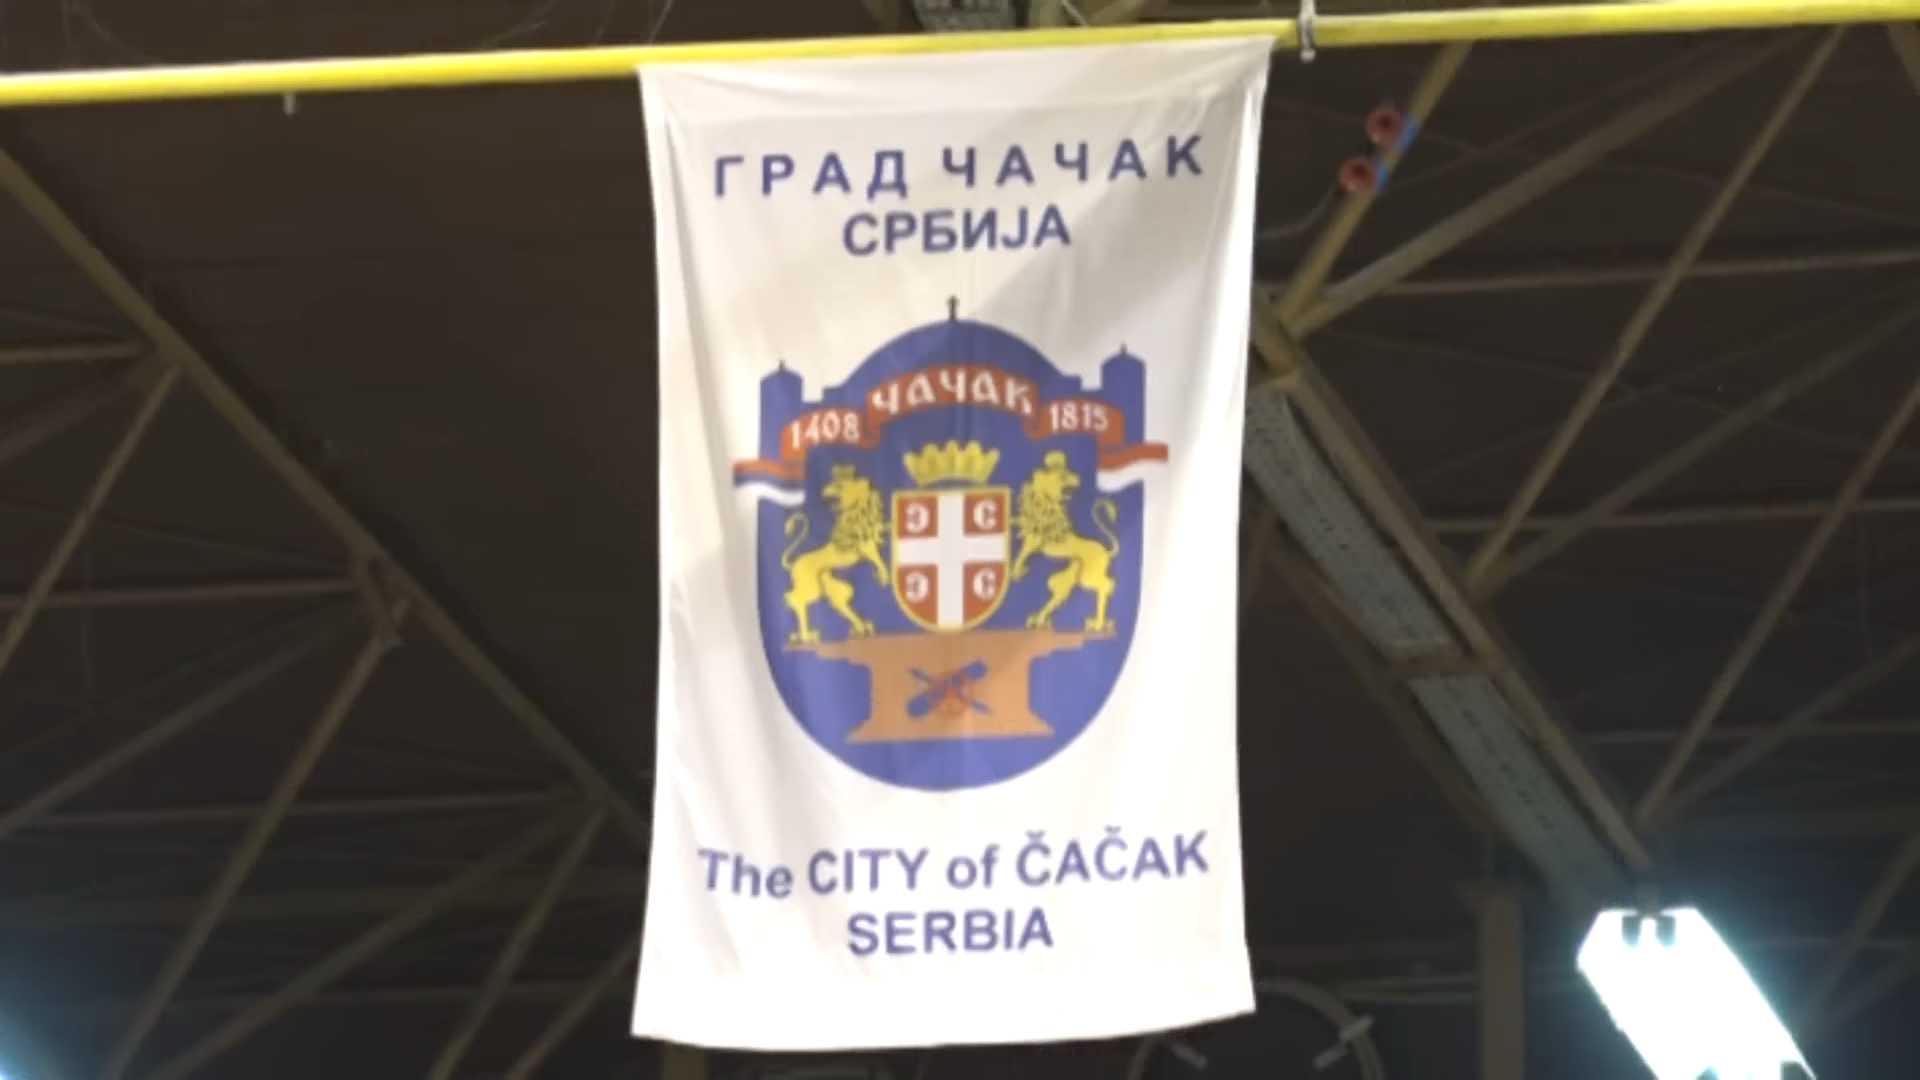 ГРАД ЧАЧАК
СРБИЈА
ЧАЧАК
1408 1815
The CITY of ČAČAK
SERBIA